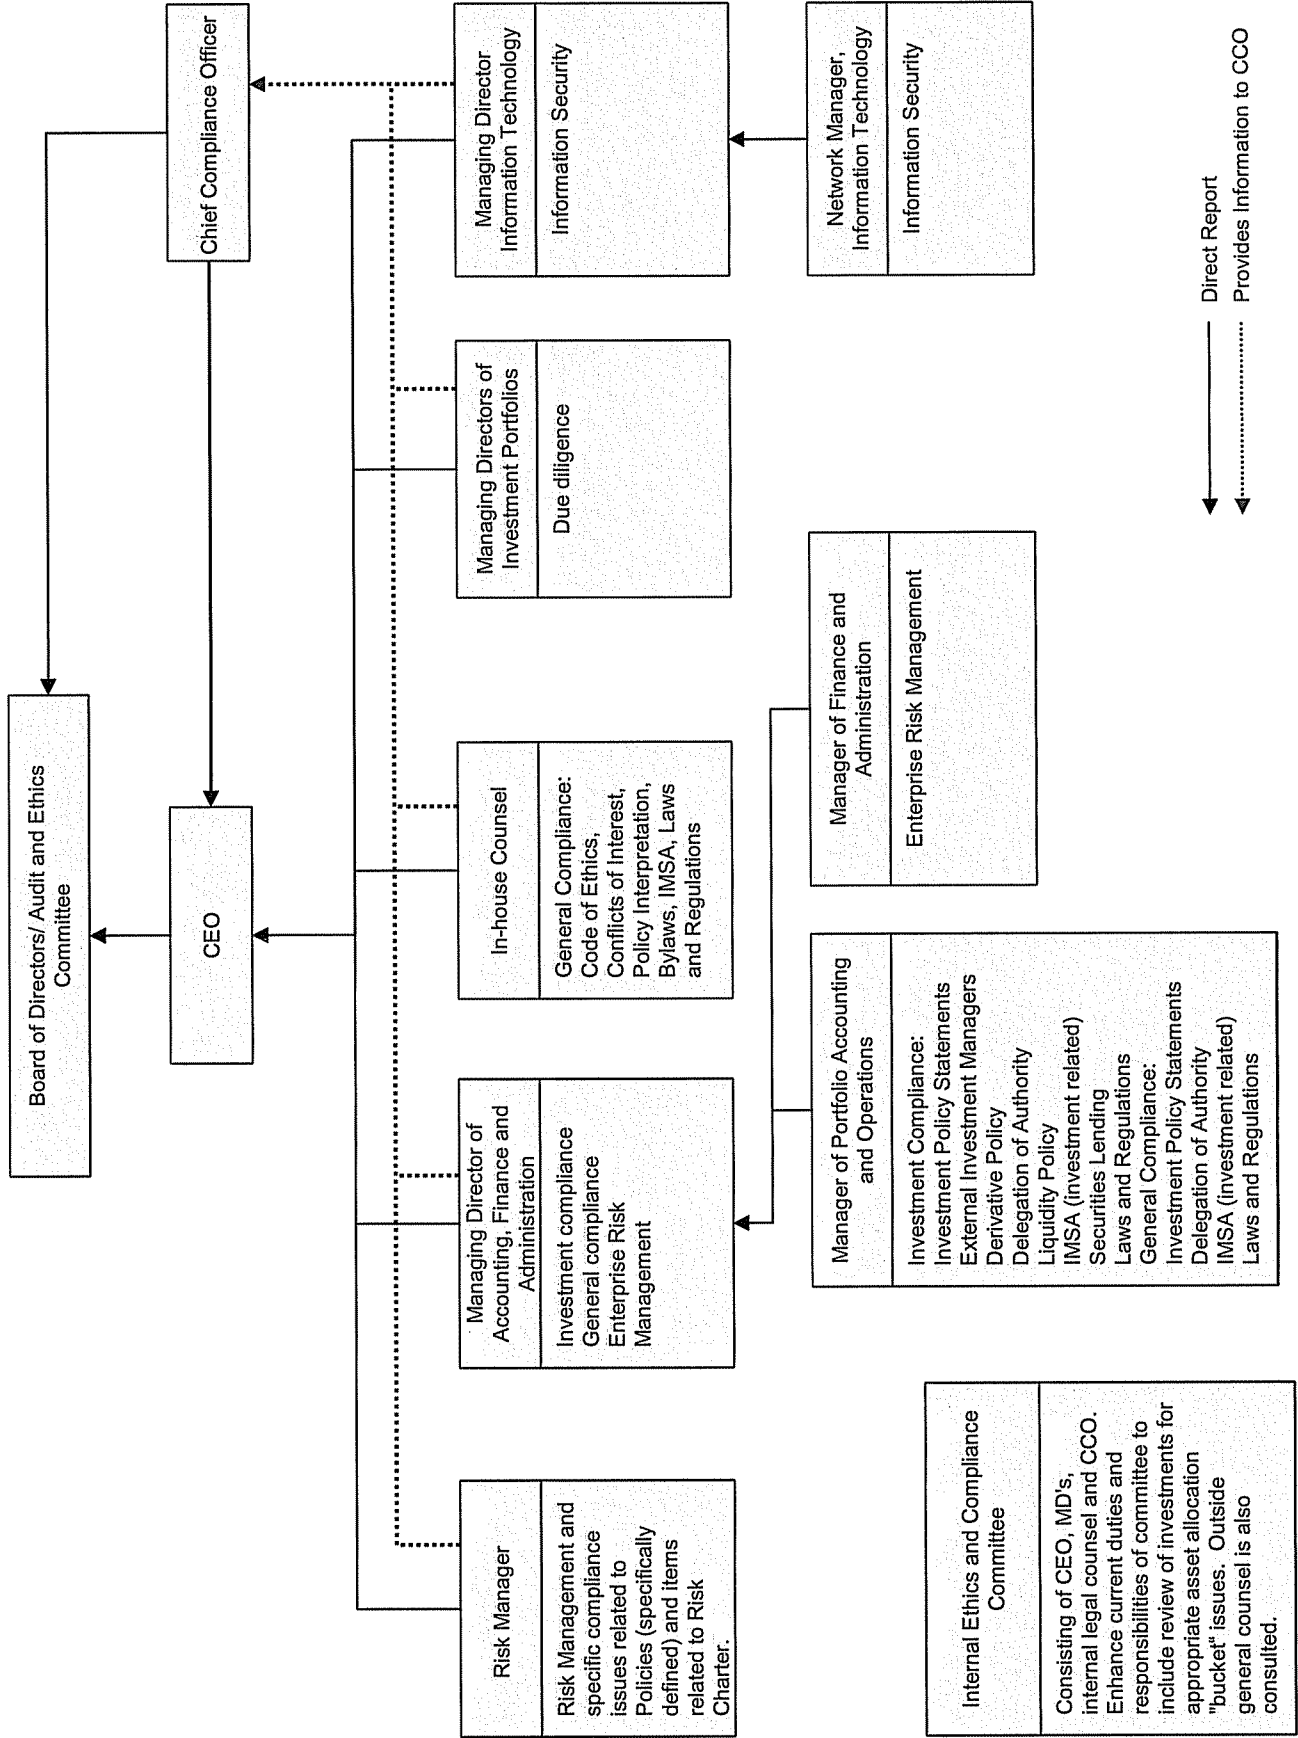 Board of Directors/ Audit and Ethics
Committee
CEO
Chief Compliance Officer
Risk Manager
Risk Management and
specific compliance
issues related to
Policies (specifically
defined) and items
related to Risk
Charter.
Managing Director of
Accounting, Finance and
Administration
Investment compliance
General compliance
Enterprise Risk
Management
In-house Counsel
General Compliance:
Code of Ethics,
Conflicts of Interest,
Policy Interpretation,
Bylaws, IMSA, Laws
and Regulations
Managing Directors of
Investment Portfolios
Due diligence
Managing Director
Information Technology
Information Security
Internal Ethics and Compliance
Committee
Consisting of CEO, MD's,
internal legal counsel and CCO.
Enhance current duties and
responsibilities of committee to
include review of investments for
appropriate asset allocation
"bucket" issues. Outside
general counsel is also
consulted.
Manager of Portfolio Accounting
and Operations
Investment Compliance:
Investment Policy Statements
External Investment Managers
Derivative Policy
Delegation of Authority
Liquidity Policy
IMSA (investment related)
Securities Lending
Laws and Regulations
General Compliance:
Investment Policy Statements
Delegation of Authority
IMSA (investment related)
Laws and Regulations
Manager of Finance and
Administration
Enterprise Risk Management
Network Manager,
Information Technology
Information Security
Direct Report
Provides Information to CCO